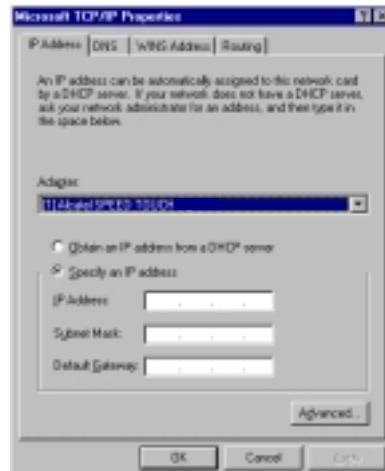 Microsoft TCP/IP Properties
IP Address DNS WINS Address Routing
An IP address can be automatically assigned to this network card
by a DHCP server. If your network does not have a DHCP server,
ask your network administrator for an address, and then type it in
the space below.
Adapter:
[1] Alcatel SPEED TOUCH
Obtain an IP address from a DHCP server
Specify an IP address
IP Address:
Subnet Mask:
Default Gateway:
Advanced...
OK Cancel Apply